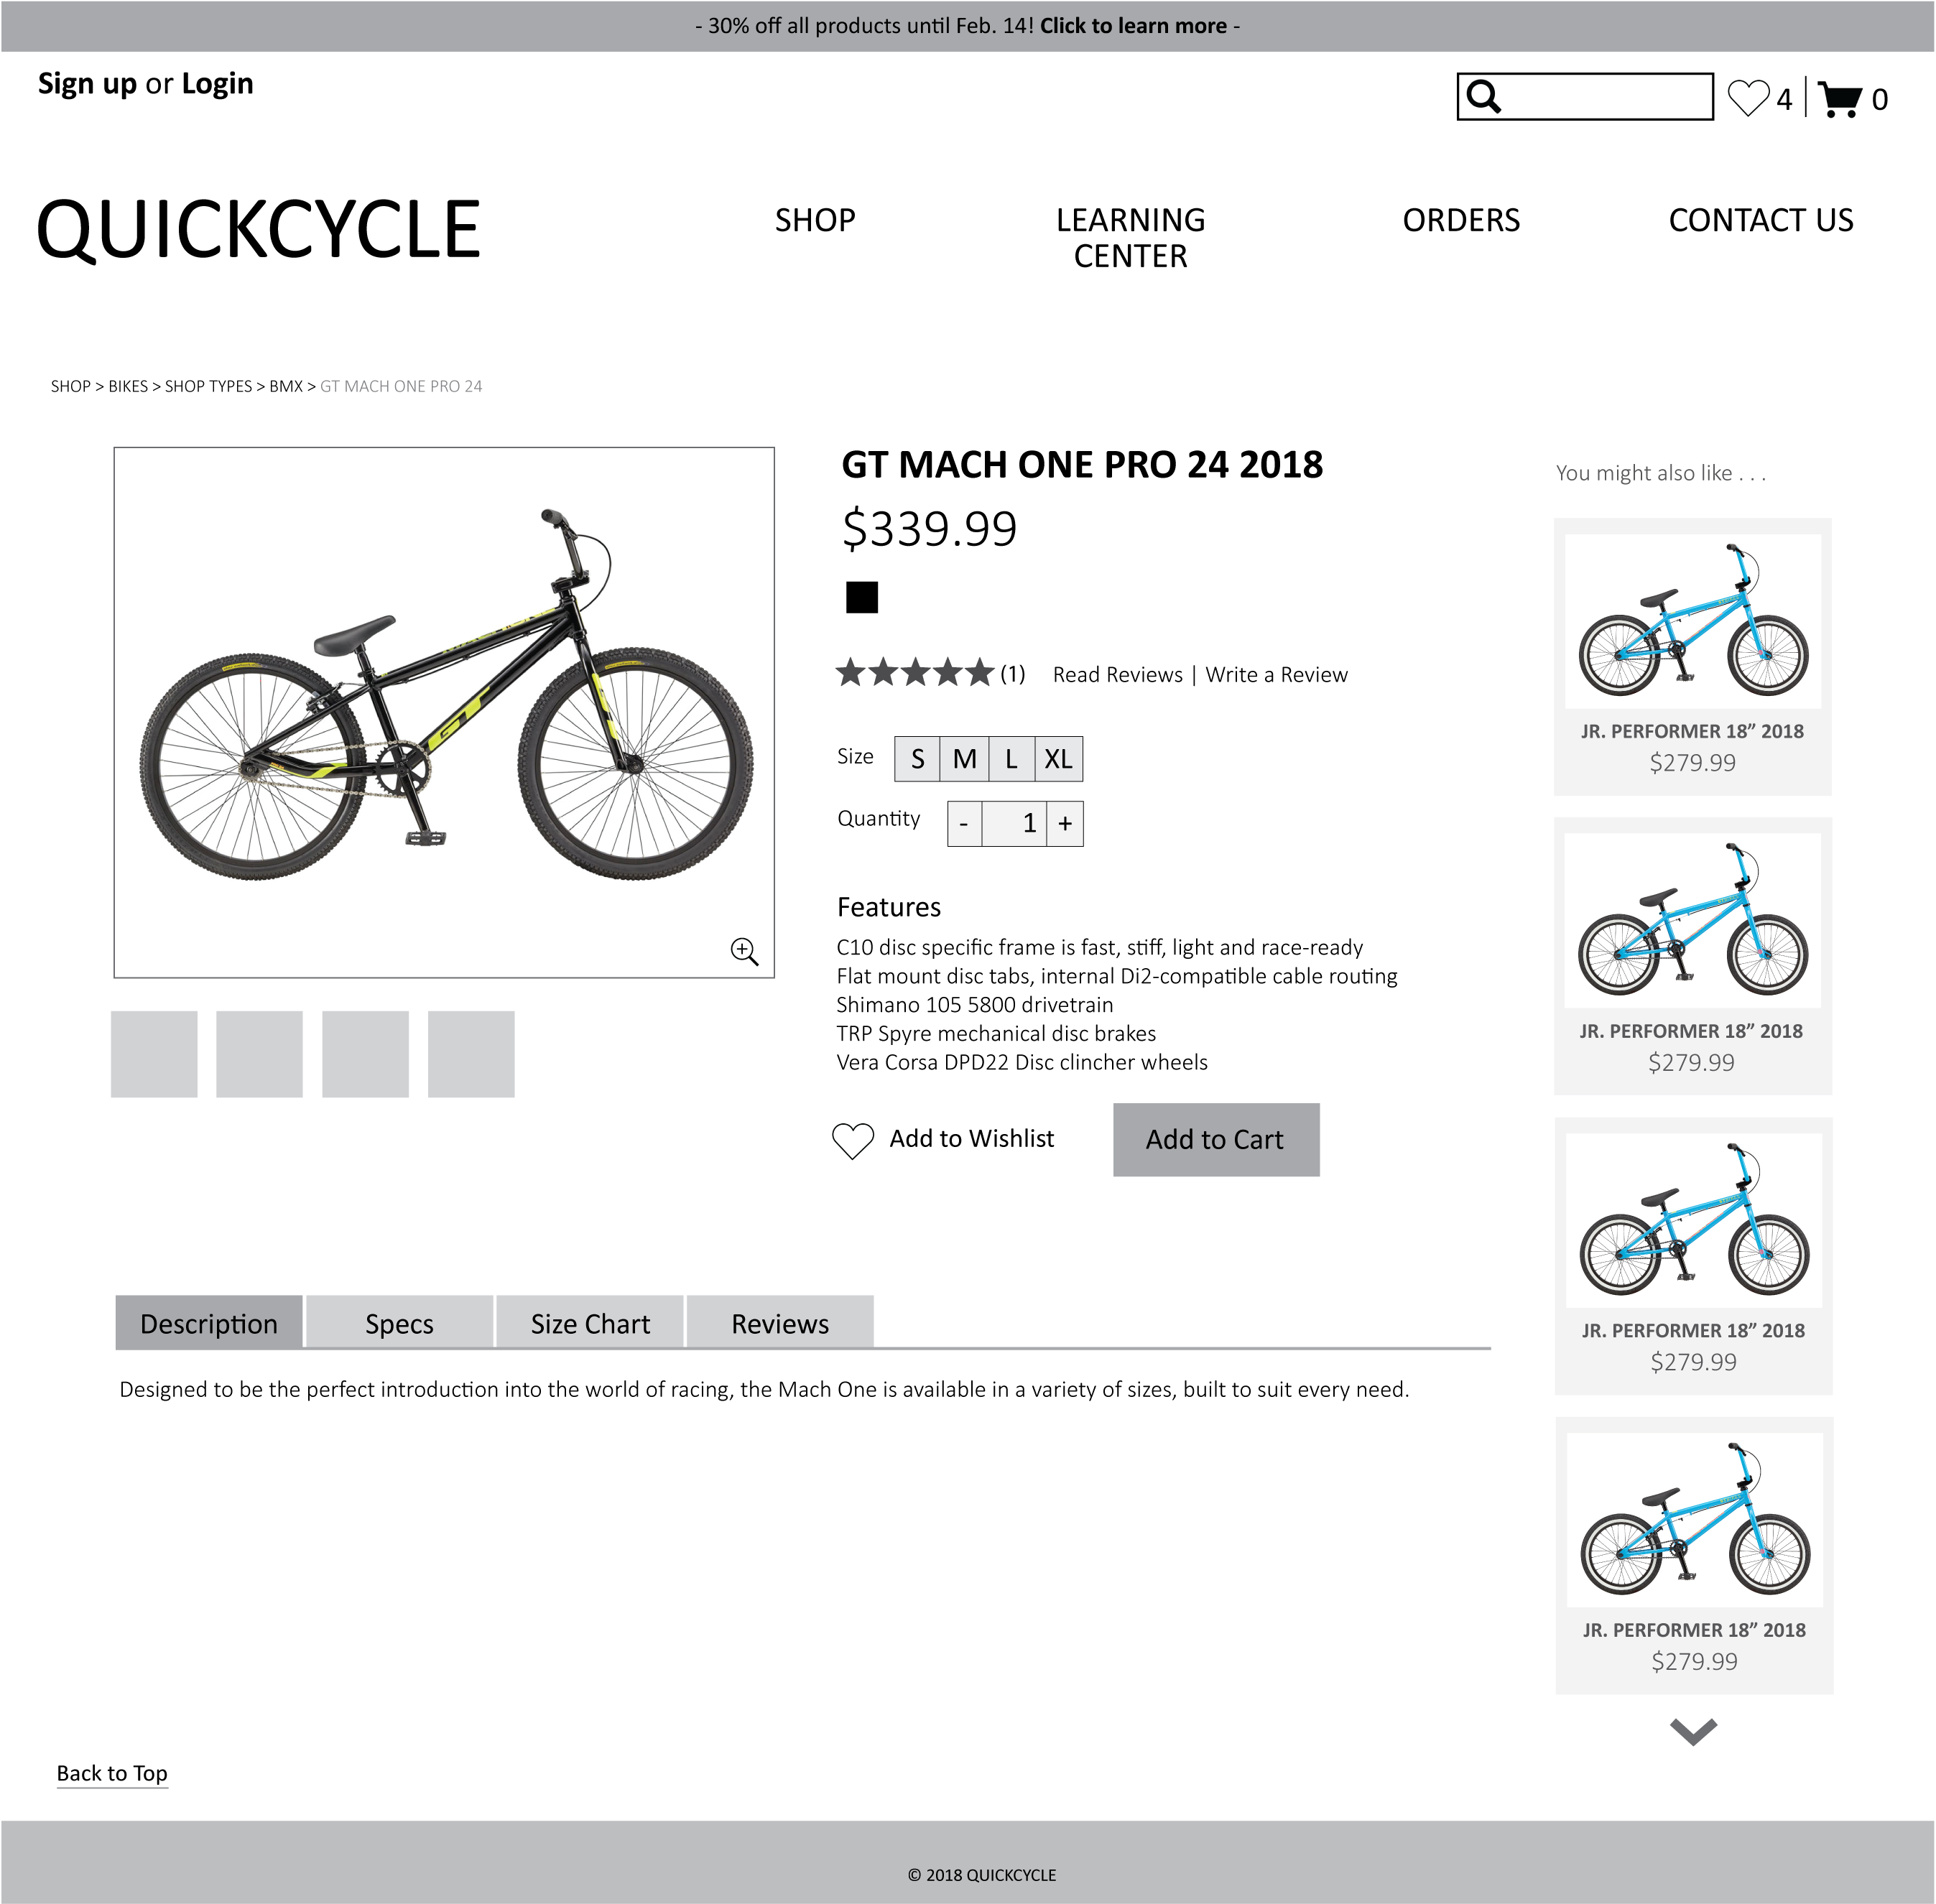 - 30% off all products until Feb. 14! Click to learn more -
Sign up or Login
4
0
QUICKCYCLE
SHOP
LEARNING
CENTER
ORDERS
CONTACT US
SHOP > BIKES > SHOP TYPES > BMX > GT MACH ONE PRO 24
GT
GT MACH ONE PRO 24 2018
$339.99
(1) Read Reviews | Write a Review
Size S M L XL
Quantity - 1 +
Features
C10 disc specific frame is fast, stiff, light and race-ready
Flat mount disc tabs, internal Di2-compatible cable routing
Shimano 105 5800 drivetrain
TRP Spyre mechanical disc brakes
Vera Corsa DPD22 Disc clincher wheels
Add to Wishlist
Add to Cart
You might also like . . .
JR. PERFORMER 18” 2018
$279.99
JR. PERFORMER 18” 2018
$279.99
JR. PERFORMER 18” 2018
$279.99
JR. PERFORMER 18” 2018
$279.99
Description Specs Size Chart Reviews
Designed to be the perfect introduction into the world of racing, the Mach One is available in a variety of sizes, built to suit every need.
Back to Top
© 2018 QUICKCYCLE